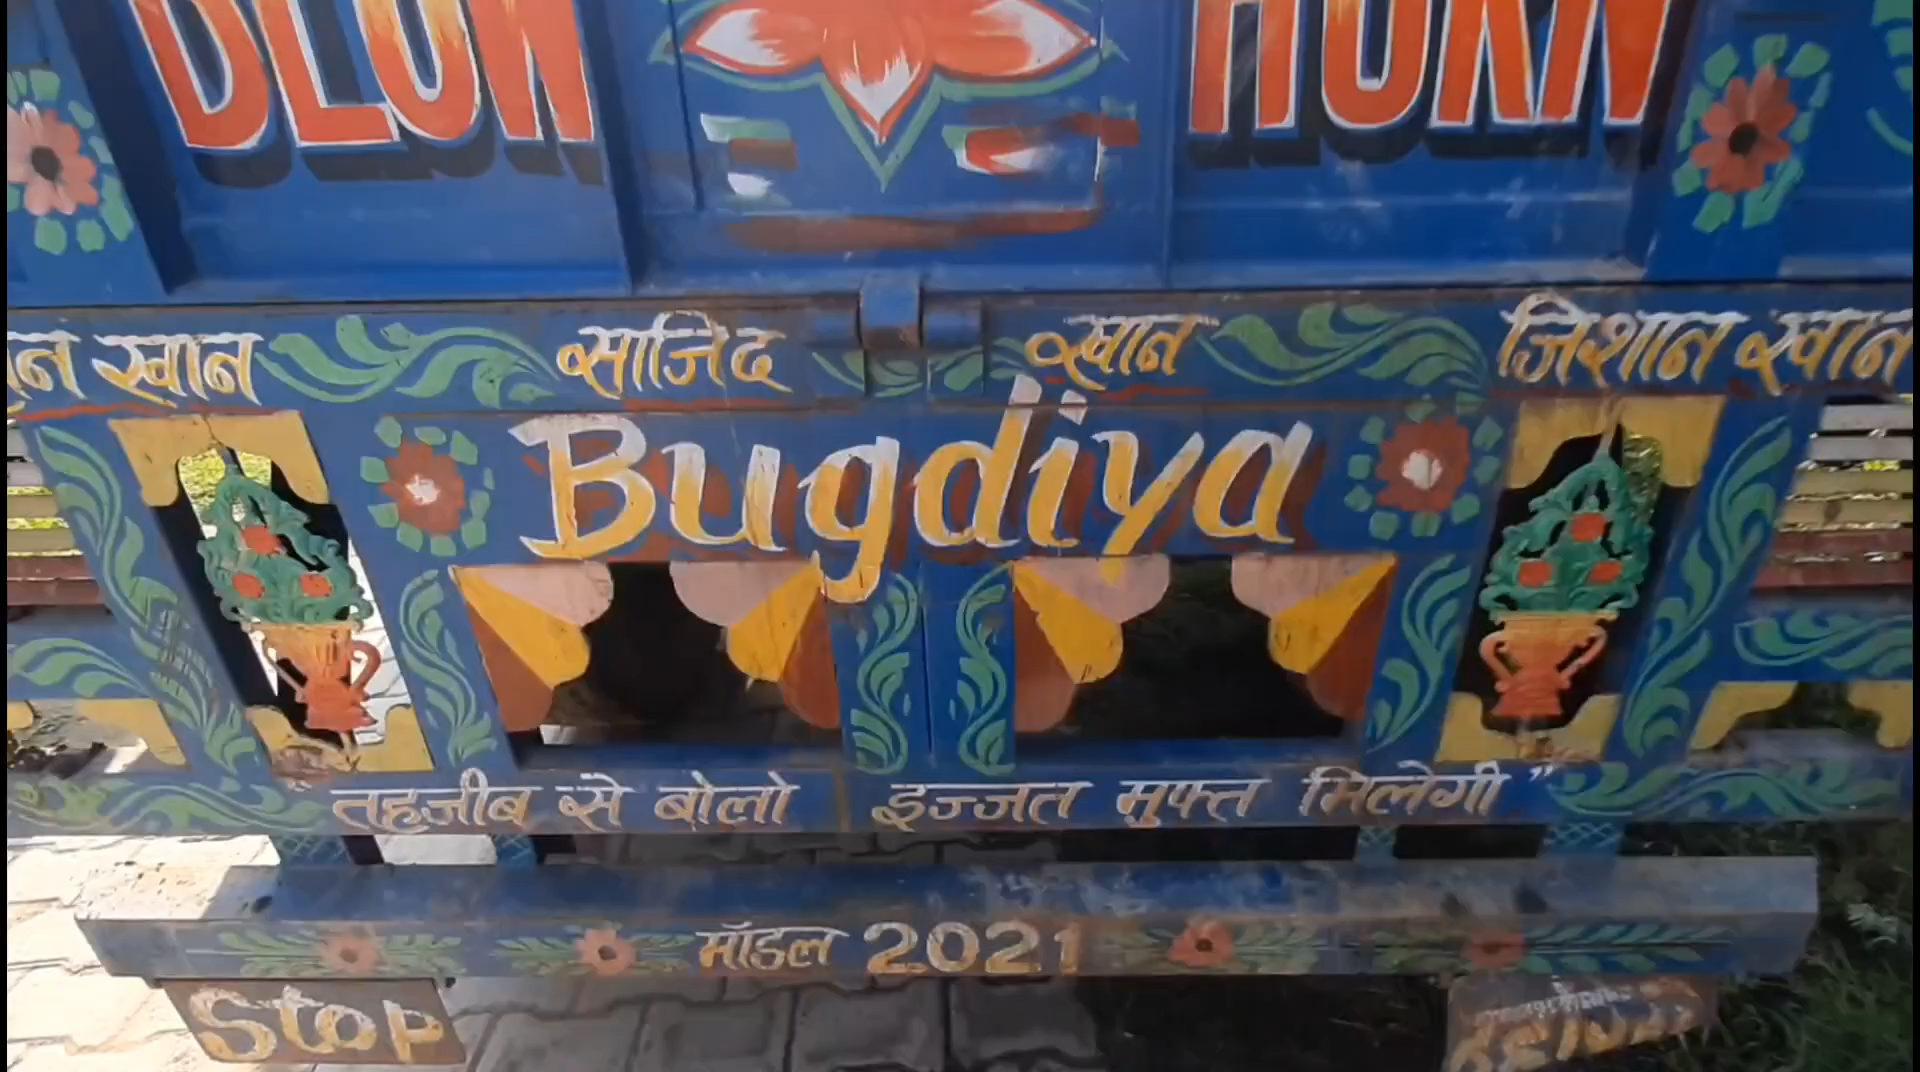 BLOW HORN
खान साजिद खान जिशान खान
Bugdiya
"तहजीब से बोलो इज्जत मुफ्त मिलेगी"
मॉडल 2021
Stop